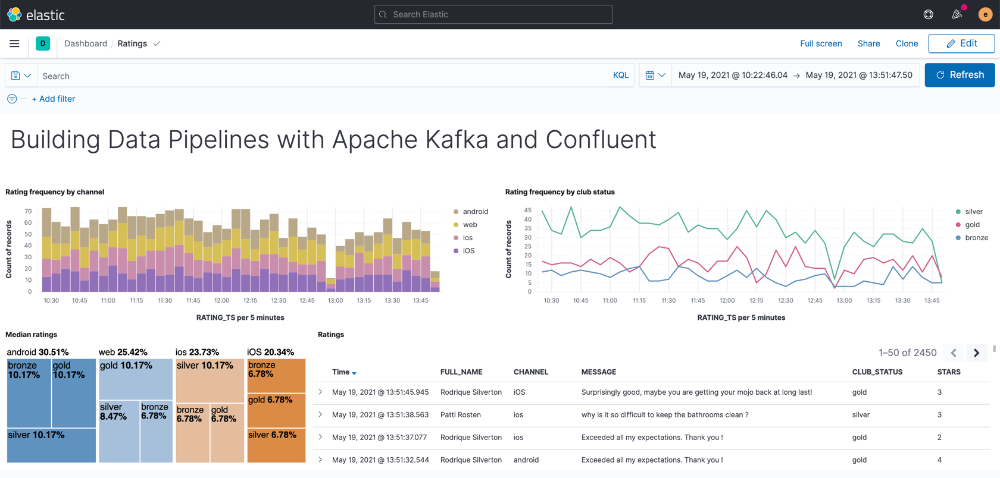 elastic
Search Elastic
e
D
Dashboard / Ratings
Full screen
Share
Clone
Edit
Search
KQL
May 19, 2021 @ 10:22:46.04 → May 19, 2021 @ 13:51:47.50
Refresh
+ Add filter
Building Data Pipelines with Apache Kafka and Confluent
Rating frequency by channel
Count of records
70
60
50
40
30
20
10
0
10:30 10:45 11:00 11:15 11:30 11:45 12:00 12:15 12:30 12:45 13:00 13:15 13:30 13:45
RATING_TS per 5 minutes
android
web
ios
iOS
Rating frequency by club status
Count of records
45
40
35
30
25
20
15
10
5
0
10:30 10:45 11:00 11:15 11:30 11:45 12:00 12:15 12:30 12:45 13:00 13:15 13:30 13:45
RATING_TS per 5 minutes
silver
gold
bronze
Median ratings
android 30.51%
bronze
10.17%
gold
10.17%
silver 10.17%
web 25.42%
gold 10.17%
silver
8.47%
bronze
6.78%
ios 23.73%
silver 10.17%
bronze
6.78%
gold
6.78%
iOS 20.34%
bronze
6.78%
gold 6.78%
silver 6.78%
Ratings
1–50 of 2450
Time FULL_NAME CHANNEL MESSAGE CLUB_STATUS STARS
May 19, 2021 @ 13:51:45.945 Rodrique Silverton iOS Surprisingly good, maybe you are getting your mojo back at long last! gold 3
May 19, 2021 @ 13:51:38.563 Patti Rosten ios why is it so difficult to keep the bathrooms clean ? silver 3
May 19, 2021 @ 13:51:37.077 Rodrique Silverton ios Exceeded all my expectations. Thank you ! gold 2
May 19, 2021 @ 13:51:32.544 Rodrique Silverton android Exceeded all my expectations. Thank you ! gold 4